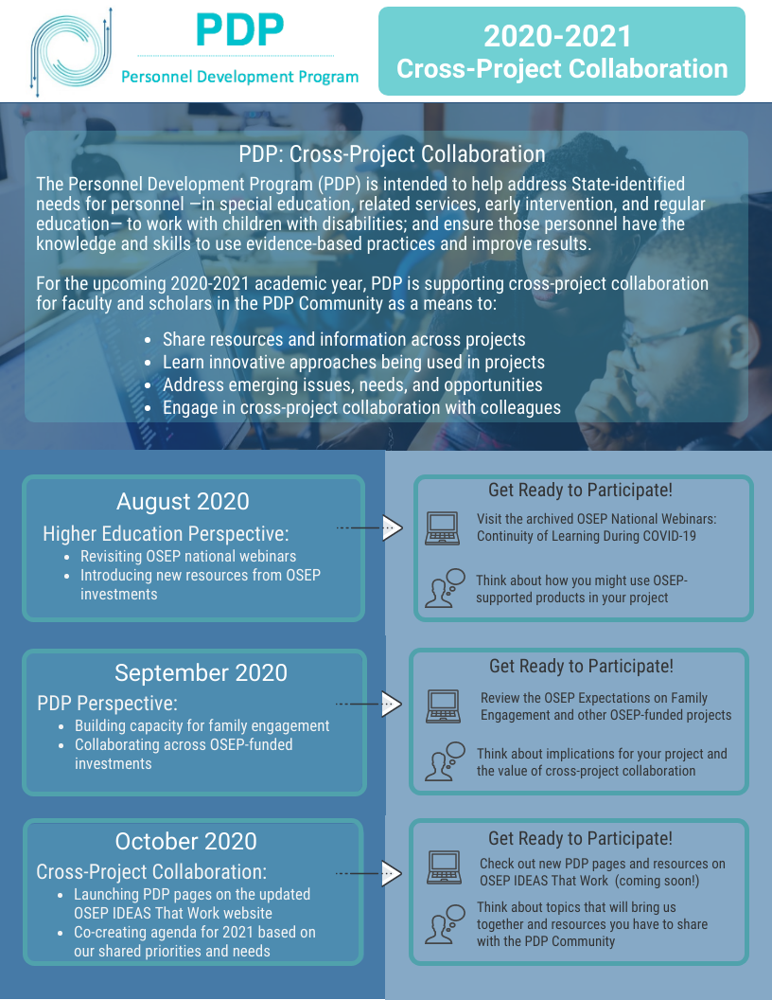 PDP
Personnel Development Program
2020-2021
Cross-Project Collaboration
PDP: Cross-Project Collaboration
The Personnel Development Program (PDP) is intended to help address State-identified
needs for personnel —in special education, related services, early intervention, and regular
education— to work with children with disabilities; and ensure those personnel have the
knowledge and skills to use evidence-based practices and improve results.
For the upcoming 2020-2021 academic year, PDP is supporting cross-project collaboration
for faculty and scholars in the PDP Community as a means to:
• Share resources and information across projects
• Learn innovative approaches being used in projects
• Address emerging issues, needs, and opportunities
• Engage in cross-project collaboration with colleagues
August 2020
Higher Education Perspective:
• Revisiting OSEP national webinars
• Introducing new resources from OSEP
investments
Get Ready to Participate!
Visit the archived OSEP National Webinars:
Continuity of Learning During COVID-19
Think about how you might use OSEP-
supported products in your project
September 2020
PDP Perspective:
• Building capacity for family engagement
• Collaborating across OSEP-funded
investments
Get Ready to Participate!
Review the OSEP Expectations on Family
Engagement and other OSEP-funded projects
Think about implications for your project and
the value of cross-project collaboration
October 2020
Cross-Project Collaboration:
• Launching PDP pages on the updated
OSEP IDEAS That Work website
• Co-creating agenda for 2021 based on
our shared priorities and needs
Get Ready to Participate!
Check out new PDP pages and resources on
OSEP IDEAS That Work (coming soon!)
Think about topics that will bring us
together and resources you have to share
with the PDP Community